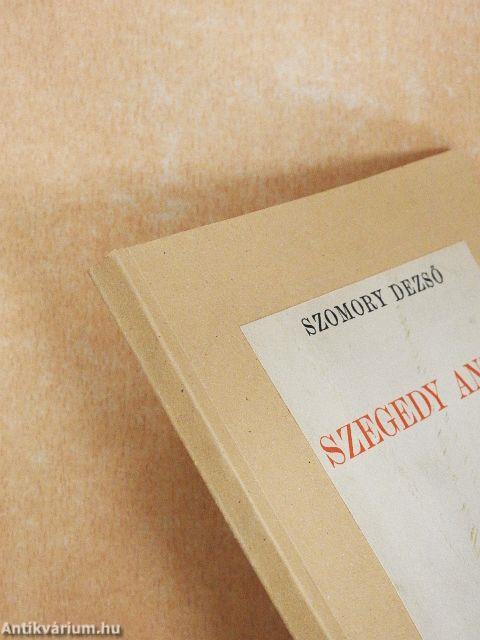 SZOMORY DEZSŐ
SZEGEDY AN
Antikvárium.hu